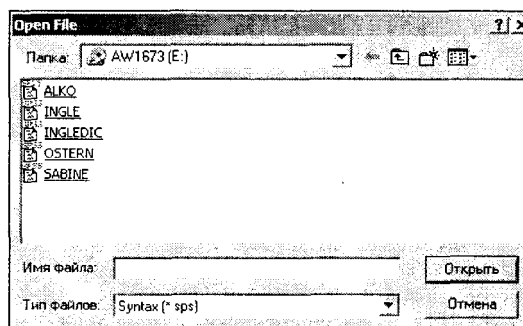 Open File
Папка: AW1673 (E:)
ALKO
INGLE
INGLEDIC
OSTERN
SABINE
Имя файла: Открыть
Тип файлов: Syntax (*.sps) Отмена